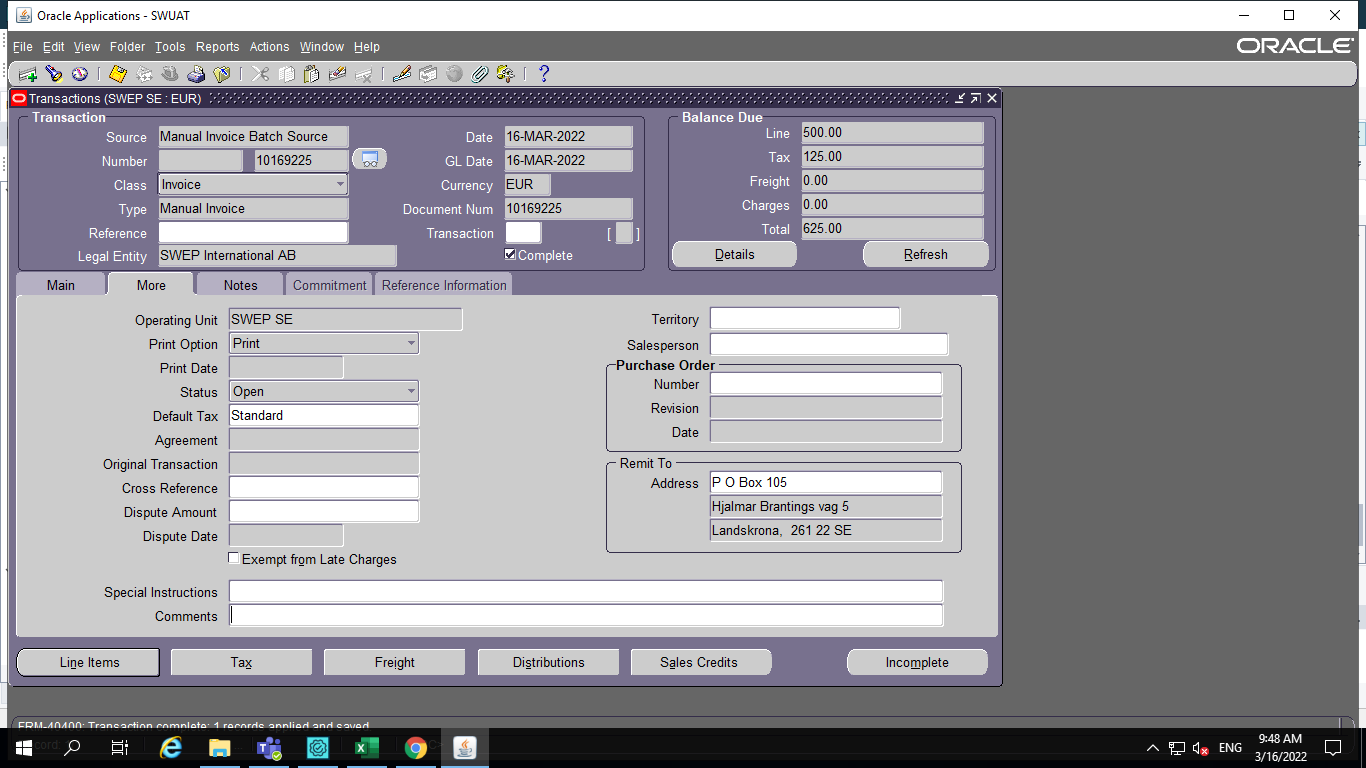 Oracle Applications - SWUAT
File Edit View Folder Tools Reports Actions Window Help
ORACLE
Transactions (SWEP SE : EUR)
Transaction
Source Manual Invoice Batch Source
Number 10169225
Class Invoice
Type Manual Invoice
Reference
Legal Entity SWEP International AB
Date 16-MAR-2022
GL Date 16-MAR-2022
Currency EUR
Document Num 10169225
Transaction [ ]
Complete
Balance Due
Line 500.00
Tax 125.00
Freight 0.00
Charges 0.00
Total 625.00
Details Refresh
Main More Notes Commitment Reference Information
Operating Unit SWEP SE
Print Option Print
Print Date
Status Open
Default Tax Standard
Agreement
Original Transaction
Cross Reference
Dispute Amount
Dispute Date
Exempt from Late Charges
Territory
Salesperson
Purchase Order
Number
Revision
Date
Remit To
Address P O Box 105
Hjalmar Brantings vag 5
Landskrona, 261 22 SE
Special Instructions
Comments
Line Items Tax Freight Distributions Sales Credits Incomplete
FRM-40400: Transaction complete: 1 records applied and saved.
ENG
9:48 AM
3/16/2022